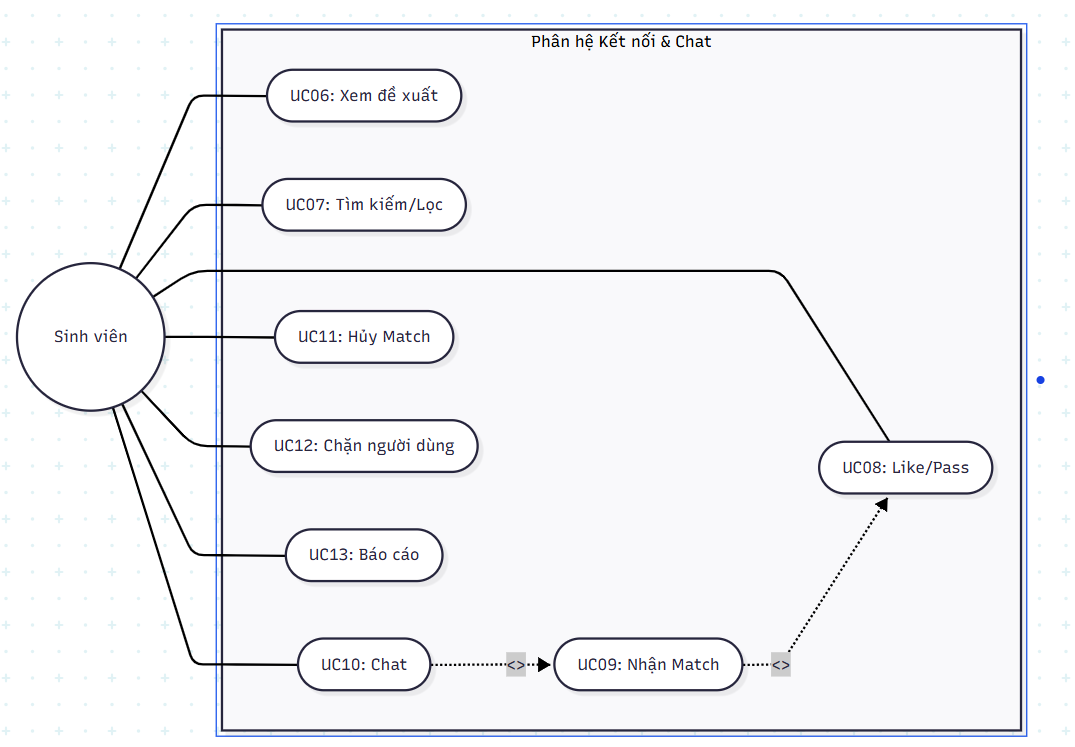 Phân hệ Kết nối & Chat
UC06: Xem đề xuất
UC07: Tìm kiếm/Lọc
Sinh viên
UC11: Hủy Match
UC12: Chặn người dùng
UC08: Like/Pass
UC13: Báo cáo
UC10: Chat
<>
UC09: Nhận Match
<>